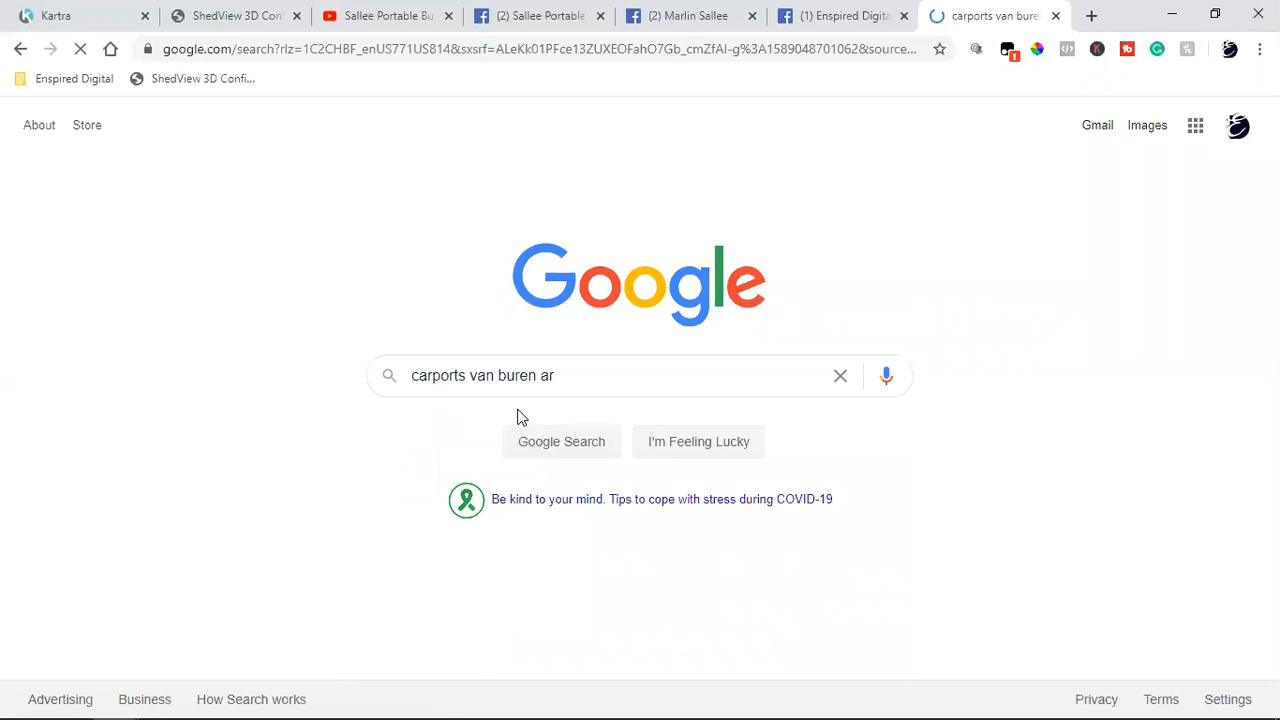 Kartra
ShedView 3D Conf
Sallee Portable Bu
(2) Sallee Portable
(2) Marlin Sallee
(1) Enspired Digita
carports van bure
google.com/search?rlz=1C2CHBF_enUS771US814&sxsrf=ALeKk01PFce13ZUXEOFahO7Gb_cmZfAI-g%3A1589048701062&source...
1
Enspired Digital
ShedView 3D Confi...
About
Store
Gmail
Images
Google
carports van buren ar
Google Search
I'm Feeling Lucky
Be kind to your mind. Tips to cope with stress during COVID-19
Advertising
Business
How Search works
Privacy
Terms
Settings